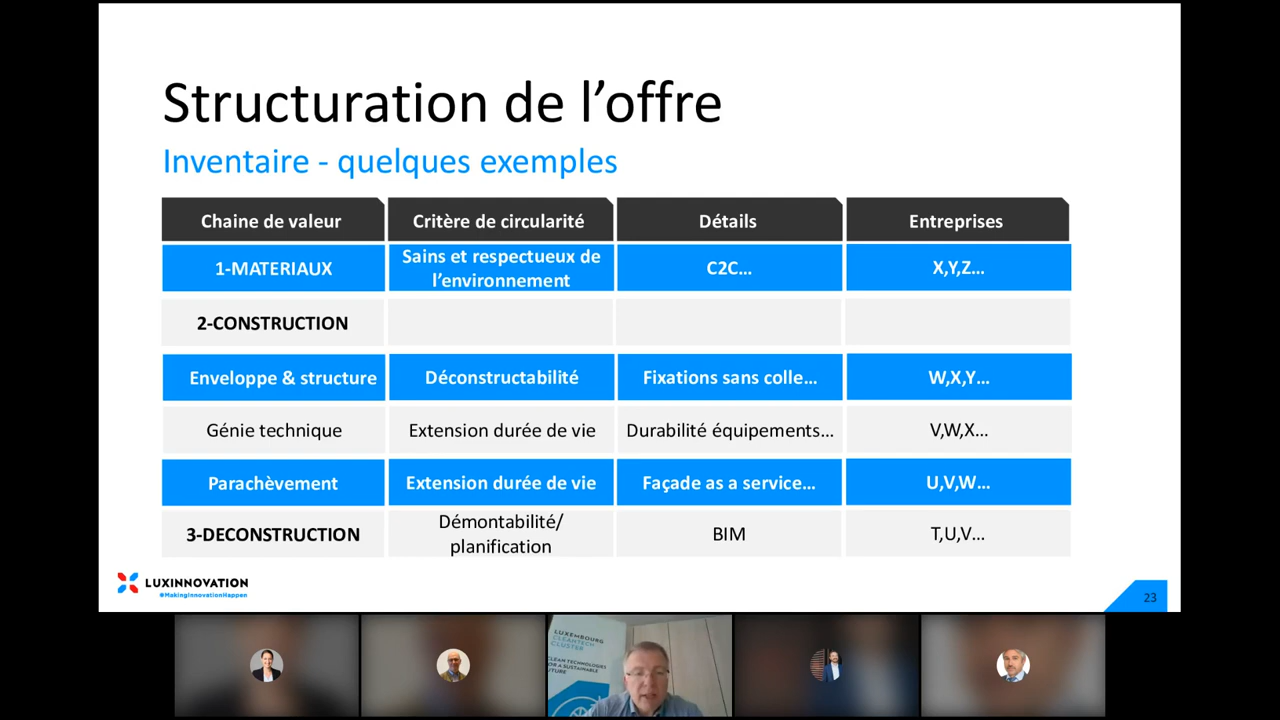 Structuration de l’offre
Inventaire - quelques exemples
Chaine de valeur
Critère de circularité
Détails
Entreprises
1-MATERIAUX
Sains et respectueux de
l’environnement
C2C…
X,Y,Z…
2-CONSTRUCTION
Enveloppe & structure
Déconstructabilité
Fixations sans colle…
W,X,Y…
Génie technique
Extension durée de vie
Durabilité équipements…
V,W,X…
Parachèvement
Extension durée de vie
Façade as a service…
U,V,W…
3-DECONSTRUCTION
Démontabilité/
planification
BIM
T,U,V…
LUXINNOVATION
#MakingInnovationHappen
23
LUXEMBOURG
CLEANTECH
CLUSTER
CLEAN TECHNOLOGIES
FOR A SUSTAINABLE
FUTURE